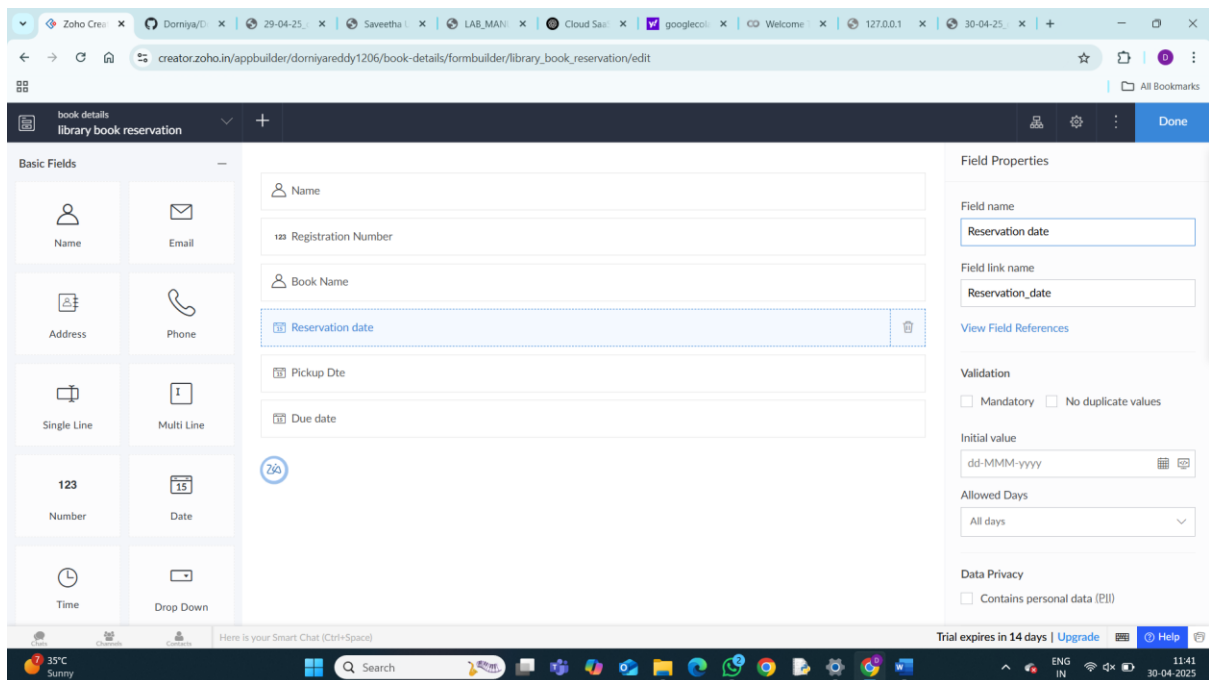 Zoho Crea
Dorniya/D
29-04-25_
Saveetha
LAB_MAN
Cloud Saa
googlecol
Welcome
127.0.0.1
30-04-25_
creator.zoho.in/appbuilder/dorniyareddy1206/book-details/formbuilder/library_book_reservation/edit
D
All Bookmarks
book details
library book reservation
Done
Basic Fields
Name
Email
Address
Phone
Single Line
Multi Line
123
15
Number
Date
Time
Drop Down
Name
123 Registration Number
Book Name
Reservation date
Pickup Dte
Due date
Zia
Field Properties
Field name
Reservation date
Field link name
Reservation_date
View Field References
Validation
Mandatory
No duplicate values
Initial value
dd-MMM-yyyy
Allowed Days
All days
Data Privacy
Contains personal data (PII)
Chats
Channels
Contacts
Here is your Smart Chat (Ctrl+Space)
Trial expires in 14 days | Upgrade
Help
7
35°C
Sunny
Search
ENG
IN
11:41
30-04-2025